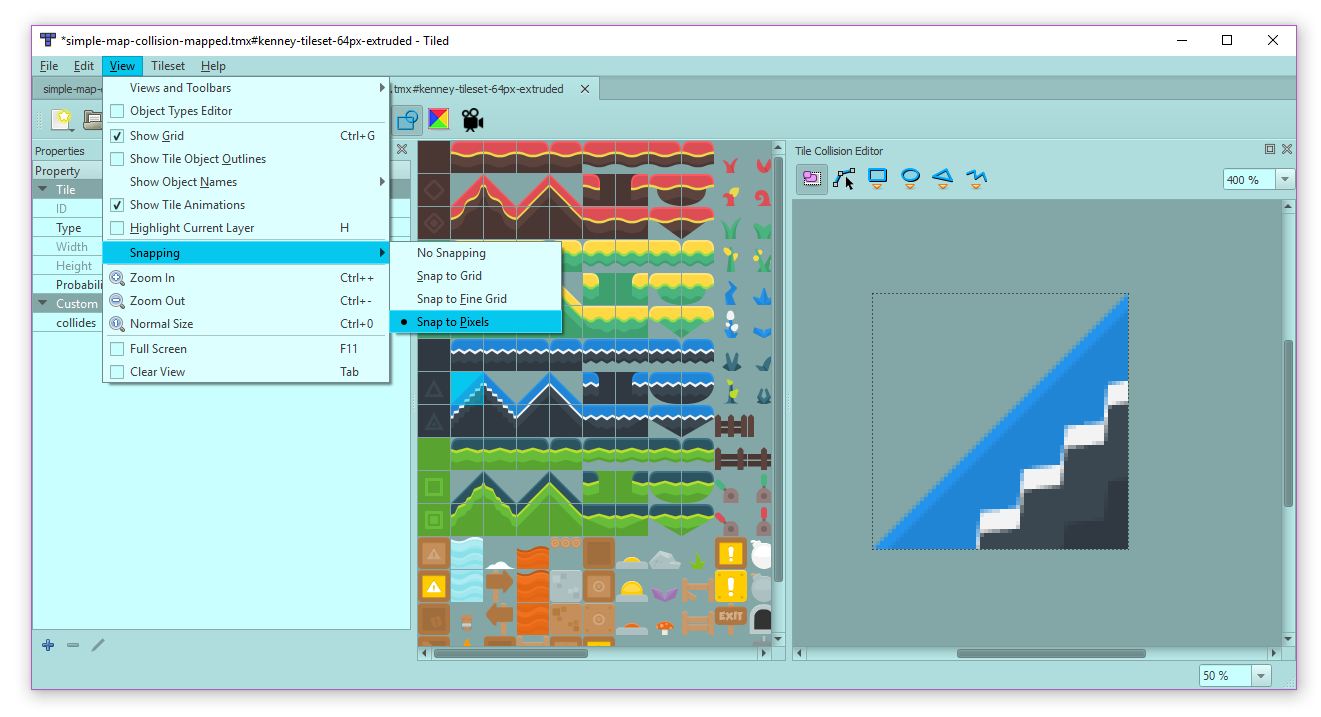 *simple-map-collision-mapped.tmx#kenney-tileset-64px-extruded - Tiled
File Edit View Tileset Help
simple-map- .tmx#kenney-tileset-64px-extruded
Views and Toolbars
Object Types Editor
Show Grid Ctrl+G
Show Tile Object Outlines
Show Object Names
Show Tile Animations
Highlight Current Layer H
Snapping
Zoom In Ctrl++
Zoom Out Ctrl+-
Normal Size Ctrl+0
Full Screen F11
Clear View Tab
No Snapping
Snap to Grid
Snap to Fine Grid
Snap to Pixels
Properties
Property
Tile
ID
Type
Width
Height
Probabili
Custom
collides
Tile Collision Editor
400 %
EXIT
50 %